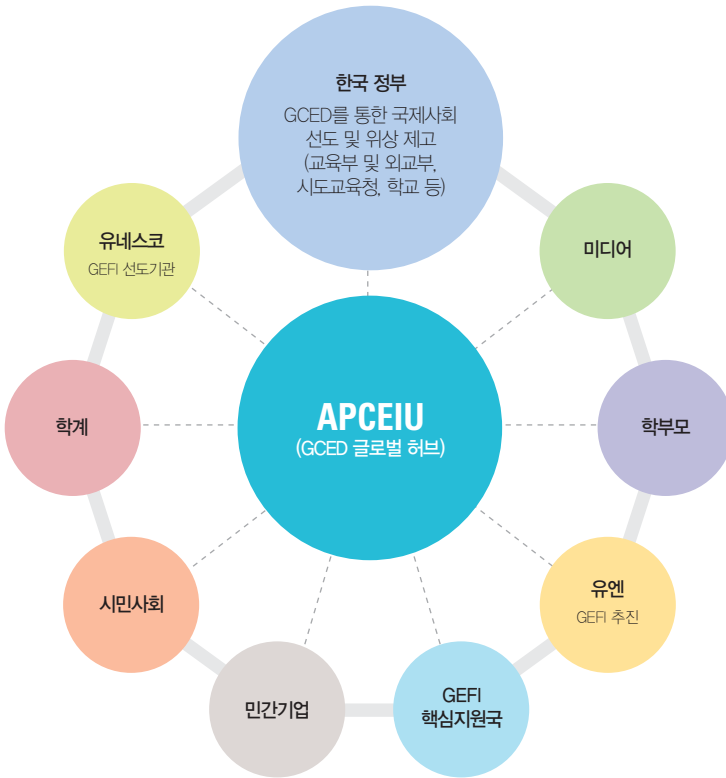 한국 정부
GCED를 통한 국제사회
선도 및 위상 제고
(교육부 및 외교부,
시도교육청, 학교 등)
유네스코
GEFI 선도기관
미디어
APCEIU
(GCED 글로벌 허브)
학계
학부모
시민사회
유엔
GEFI 추진
민간기업
GEFI
핵심지원국